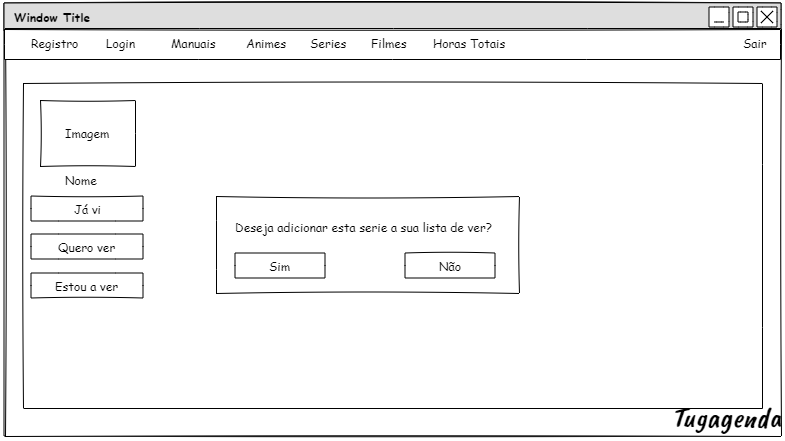 Window Title
Registro Login Manuais Animes Series Filmes Horas Totais Sair
Imagem
Nome
Já vi
Quero ver
Estou a ver
Deseja adicionar esta serie a sua lista de ver?
Sim Não
Tugagenda